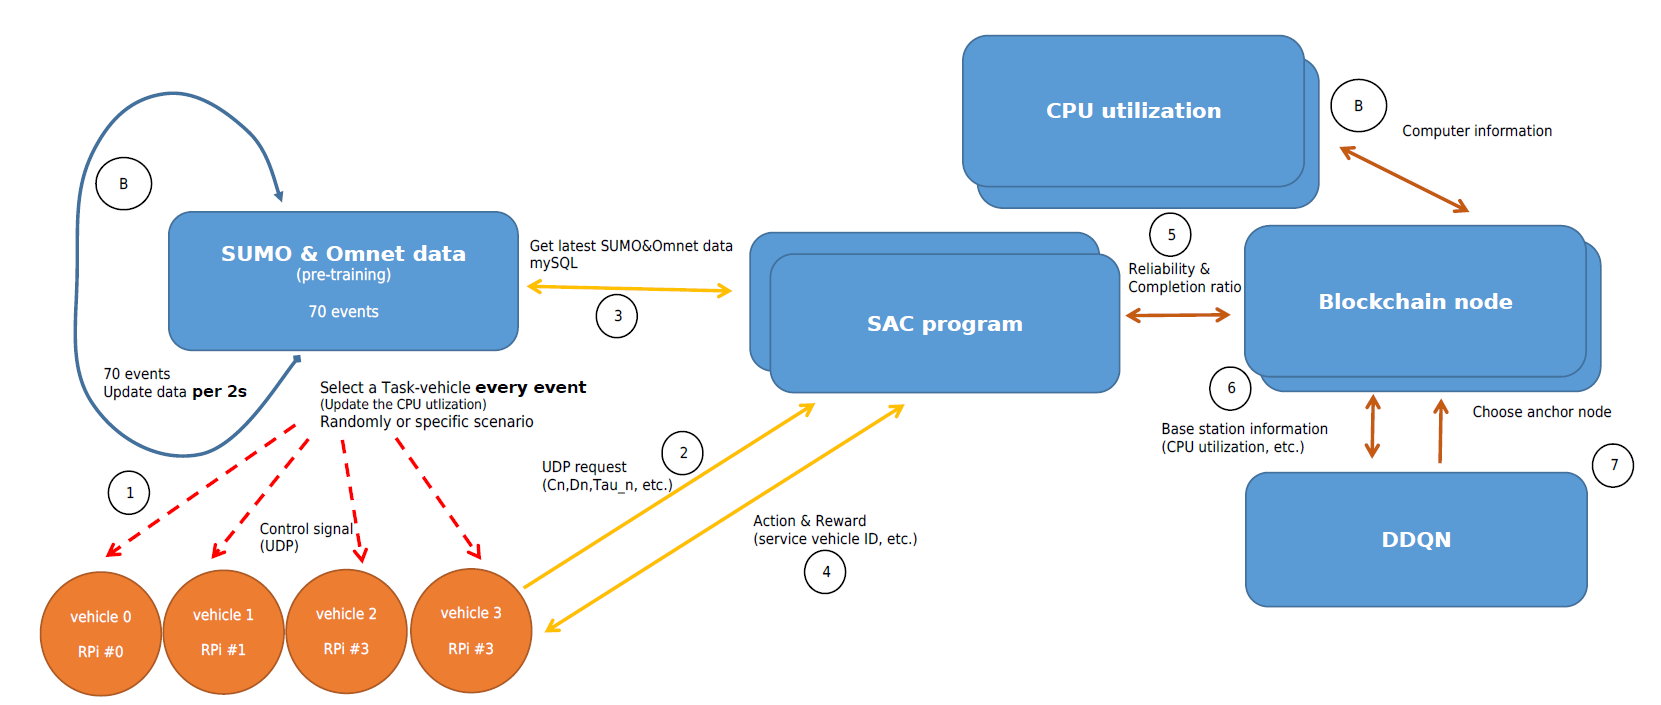 CPU utilization
B
Computer information
B
SUMO & Omnet data
(pre-training)
70 events
Get latest SUMO&Omnet data
mySQL
3
5
Reliability &
Completion ratio
SAC program
Blockchain node
70 events
Update data per 2s
Select a Task-vehicle every event
(Update the CPU utlization)
Randomly or specific scenario
6
Base station information
(CPU utilization, etc.)
Choose anchor node
7
1
2
UDP request
(Cn,Dn,Tau_n, etc.)
Control signal
(UDP)
Action & Reward
(service vehicle ID, etc.)
4
DDQN
vehicle 0
RPi #0
vehicle 1
RPi #1
vehicle 2
RPi #3
vehicle 3
RPi #3